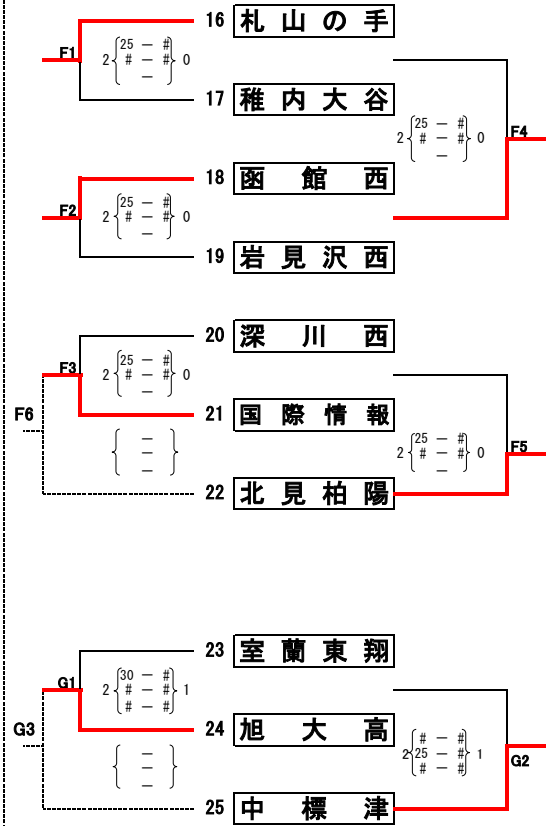 16 札山の手
F1
2 25 — # 0
# — #
—
17 稚内大谷
2 25 — # 0
# — #
—
F4
18 函館西
F2
2 25 — # 0
# — #
—
19 岩見沢西
20 深川西
F3
2 25 — # 0
# — #
—
F6
21 国際情報
—
—
—
2 25 — # 0
# — #
—
F5
22 北見柏陽
23 室蘭東翔
G1
2 30 — # 1
# — #
# — #
G3
24 旭大高
—
—
—
# — #
2 25 — # 1
# — #
G2
25 中標津